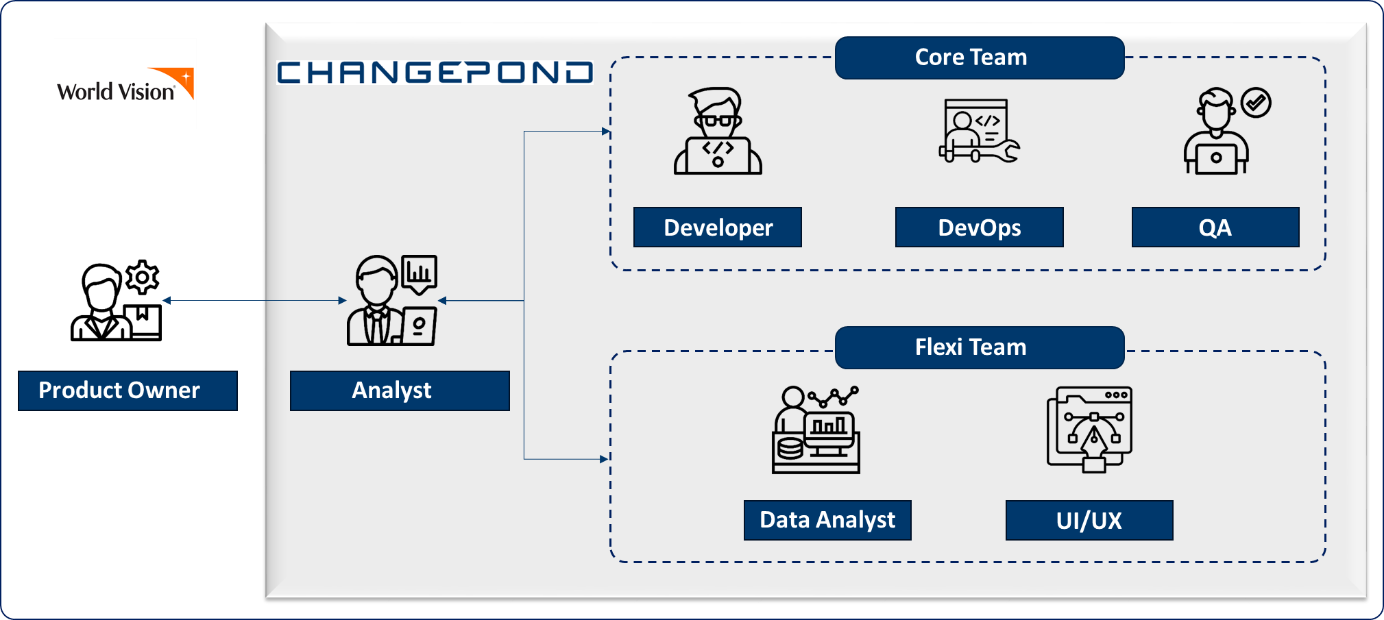 World Vision
CHANGEPOND
Core Team
Developer
DevOps
QA
Product Owner
Analyst
Flexi Team
Data Analyst
UI/UX